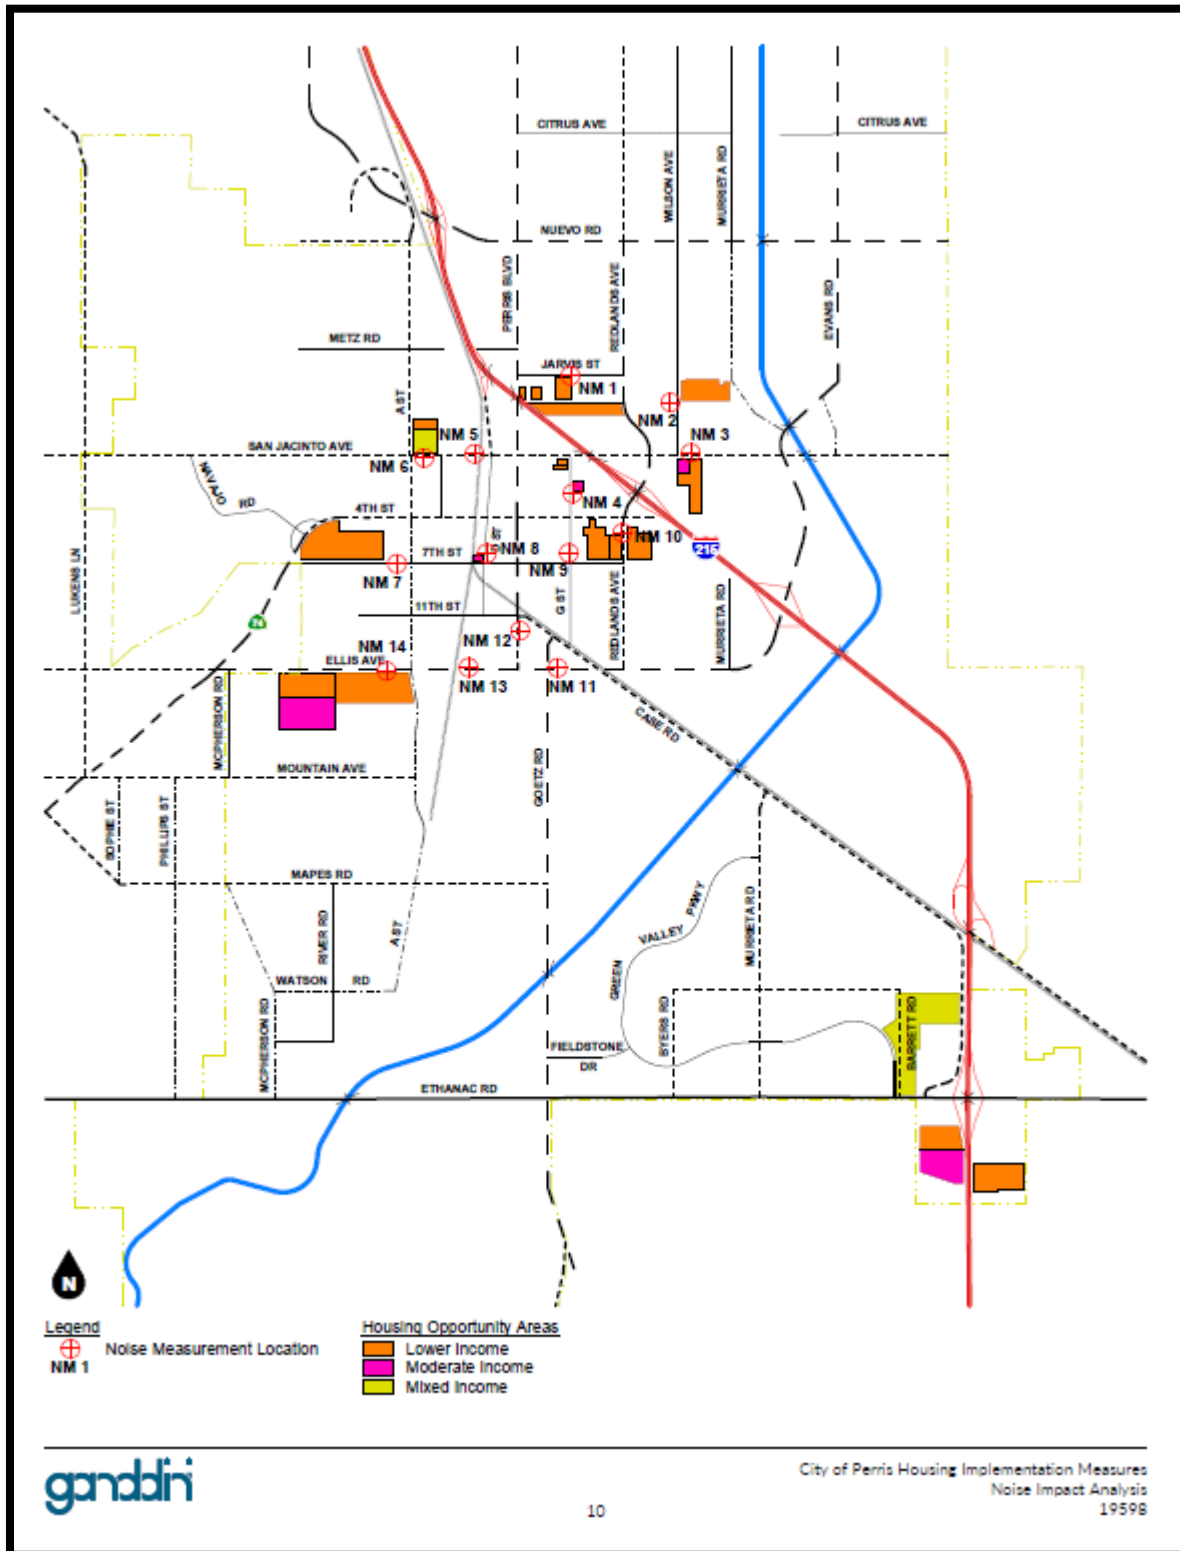 CITRUS AVE
CITRUS AVE
WILSON AVE
MURRIETA RD
NUEVO RD
PERRIS BLVD
REDLANDS AVE
EVANS RD
METZ RD
JARVIS ST
NM 1
A ST
NM 2
NM 5
NM 3
SAN JACINTO AVE
NM 6
NAVAJO
RD
NM 4
4TH ST
NM 10
ST
NM 8
215
7TH ST
NM 9
NM 7
LUKENS LN
G ST
REDLANDS AVE
MURRIETA RD
11TH ST
74
NM 12
NM 14
ELLIS AVE
NM 13
NM 11
MCPHERSON RD
CASE RD
MOUNTAIN AVE
GOETZ RD
SOPHIE ST
PHILLIPS ST
MAPES RD
RIVER RD
A ST
GREEN
VALLEY
PKWY
MURRIETA RD
WATSON RD
MCPHERSON RD
BYERS RD
BARRETT RD
FIELDSTONE
DR
ETHANAC RD
N
Legend
Noise Measurement Location
NM 1
Housing Opportunity Areas
Lower Income
Moderate Income
Mixed Income
ganddini
10
City of Perris Housing Implementation Measures
Noise Impact Analysis
19598